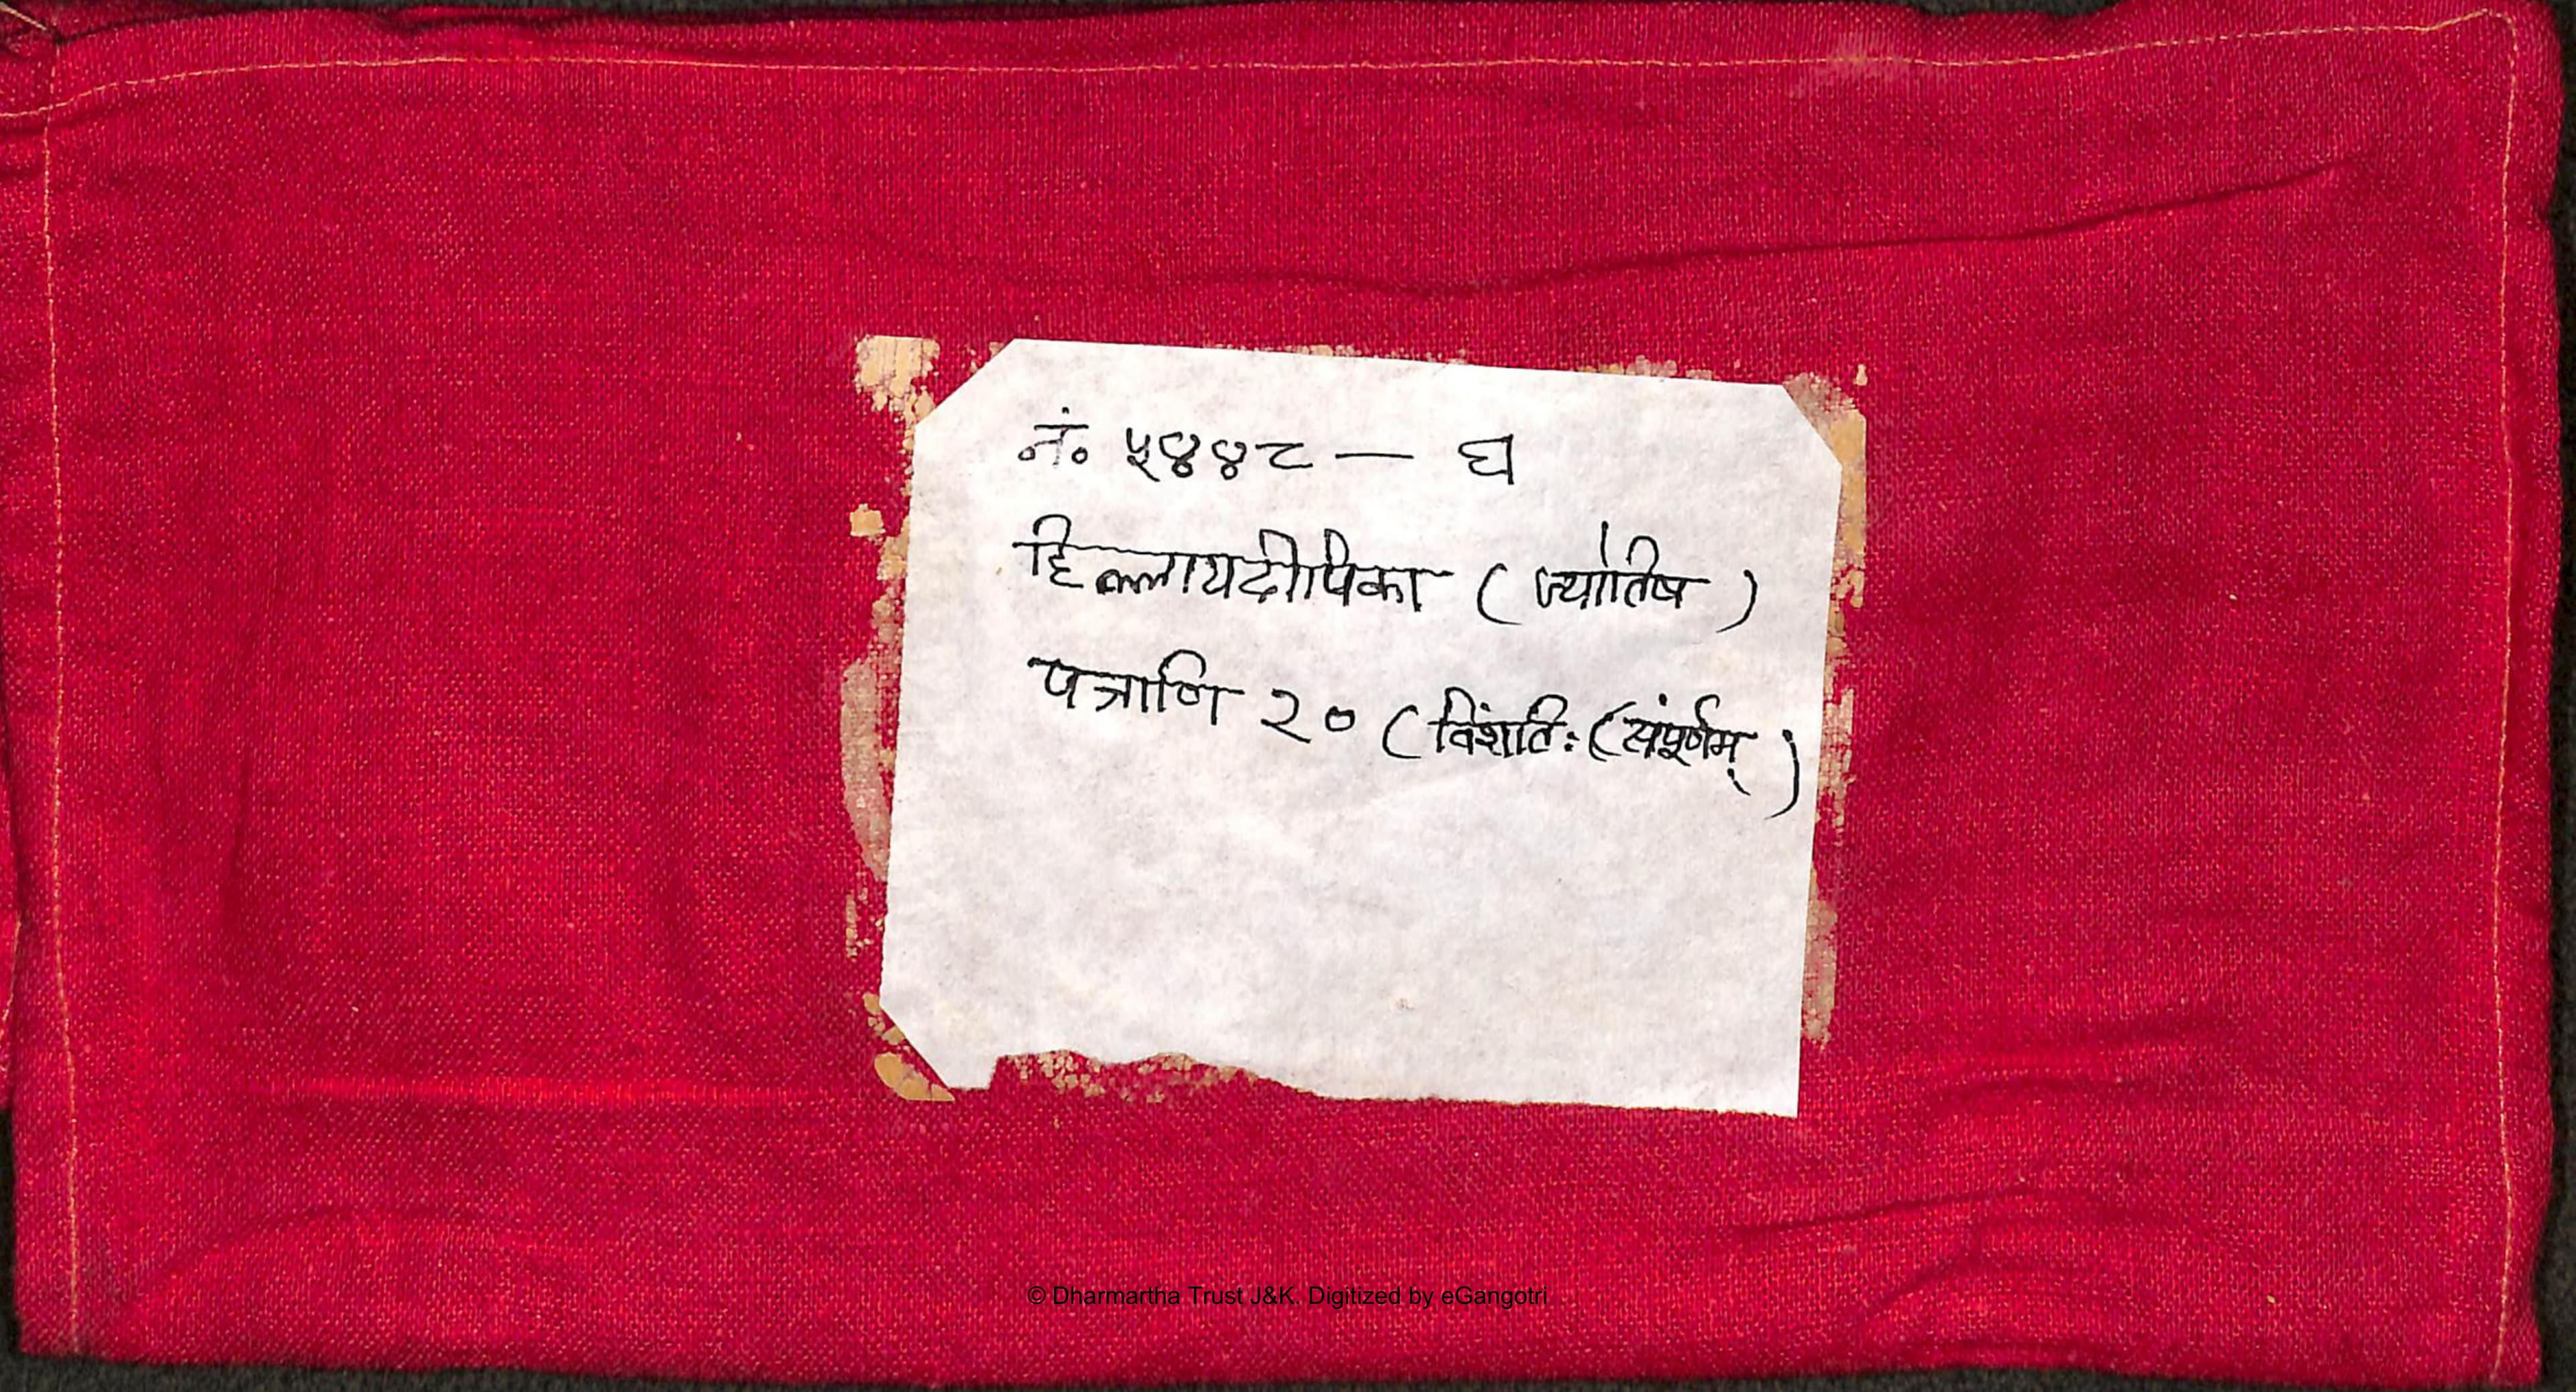 नं० ५४४८ — घ
हिल्लायदीपिका ( ज्योतिष )
पत्राणि २० ( विंशतिः (संपूर्णम् )
© Dharmartha Trust J&K. Digitized by eGangotri